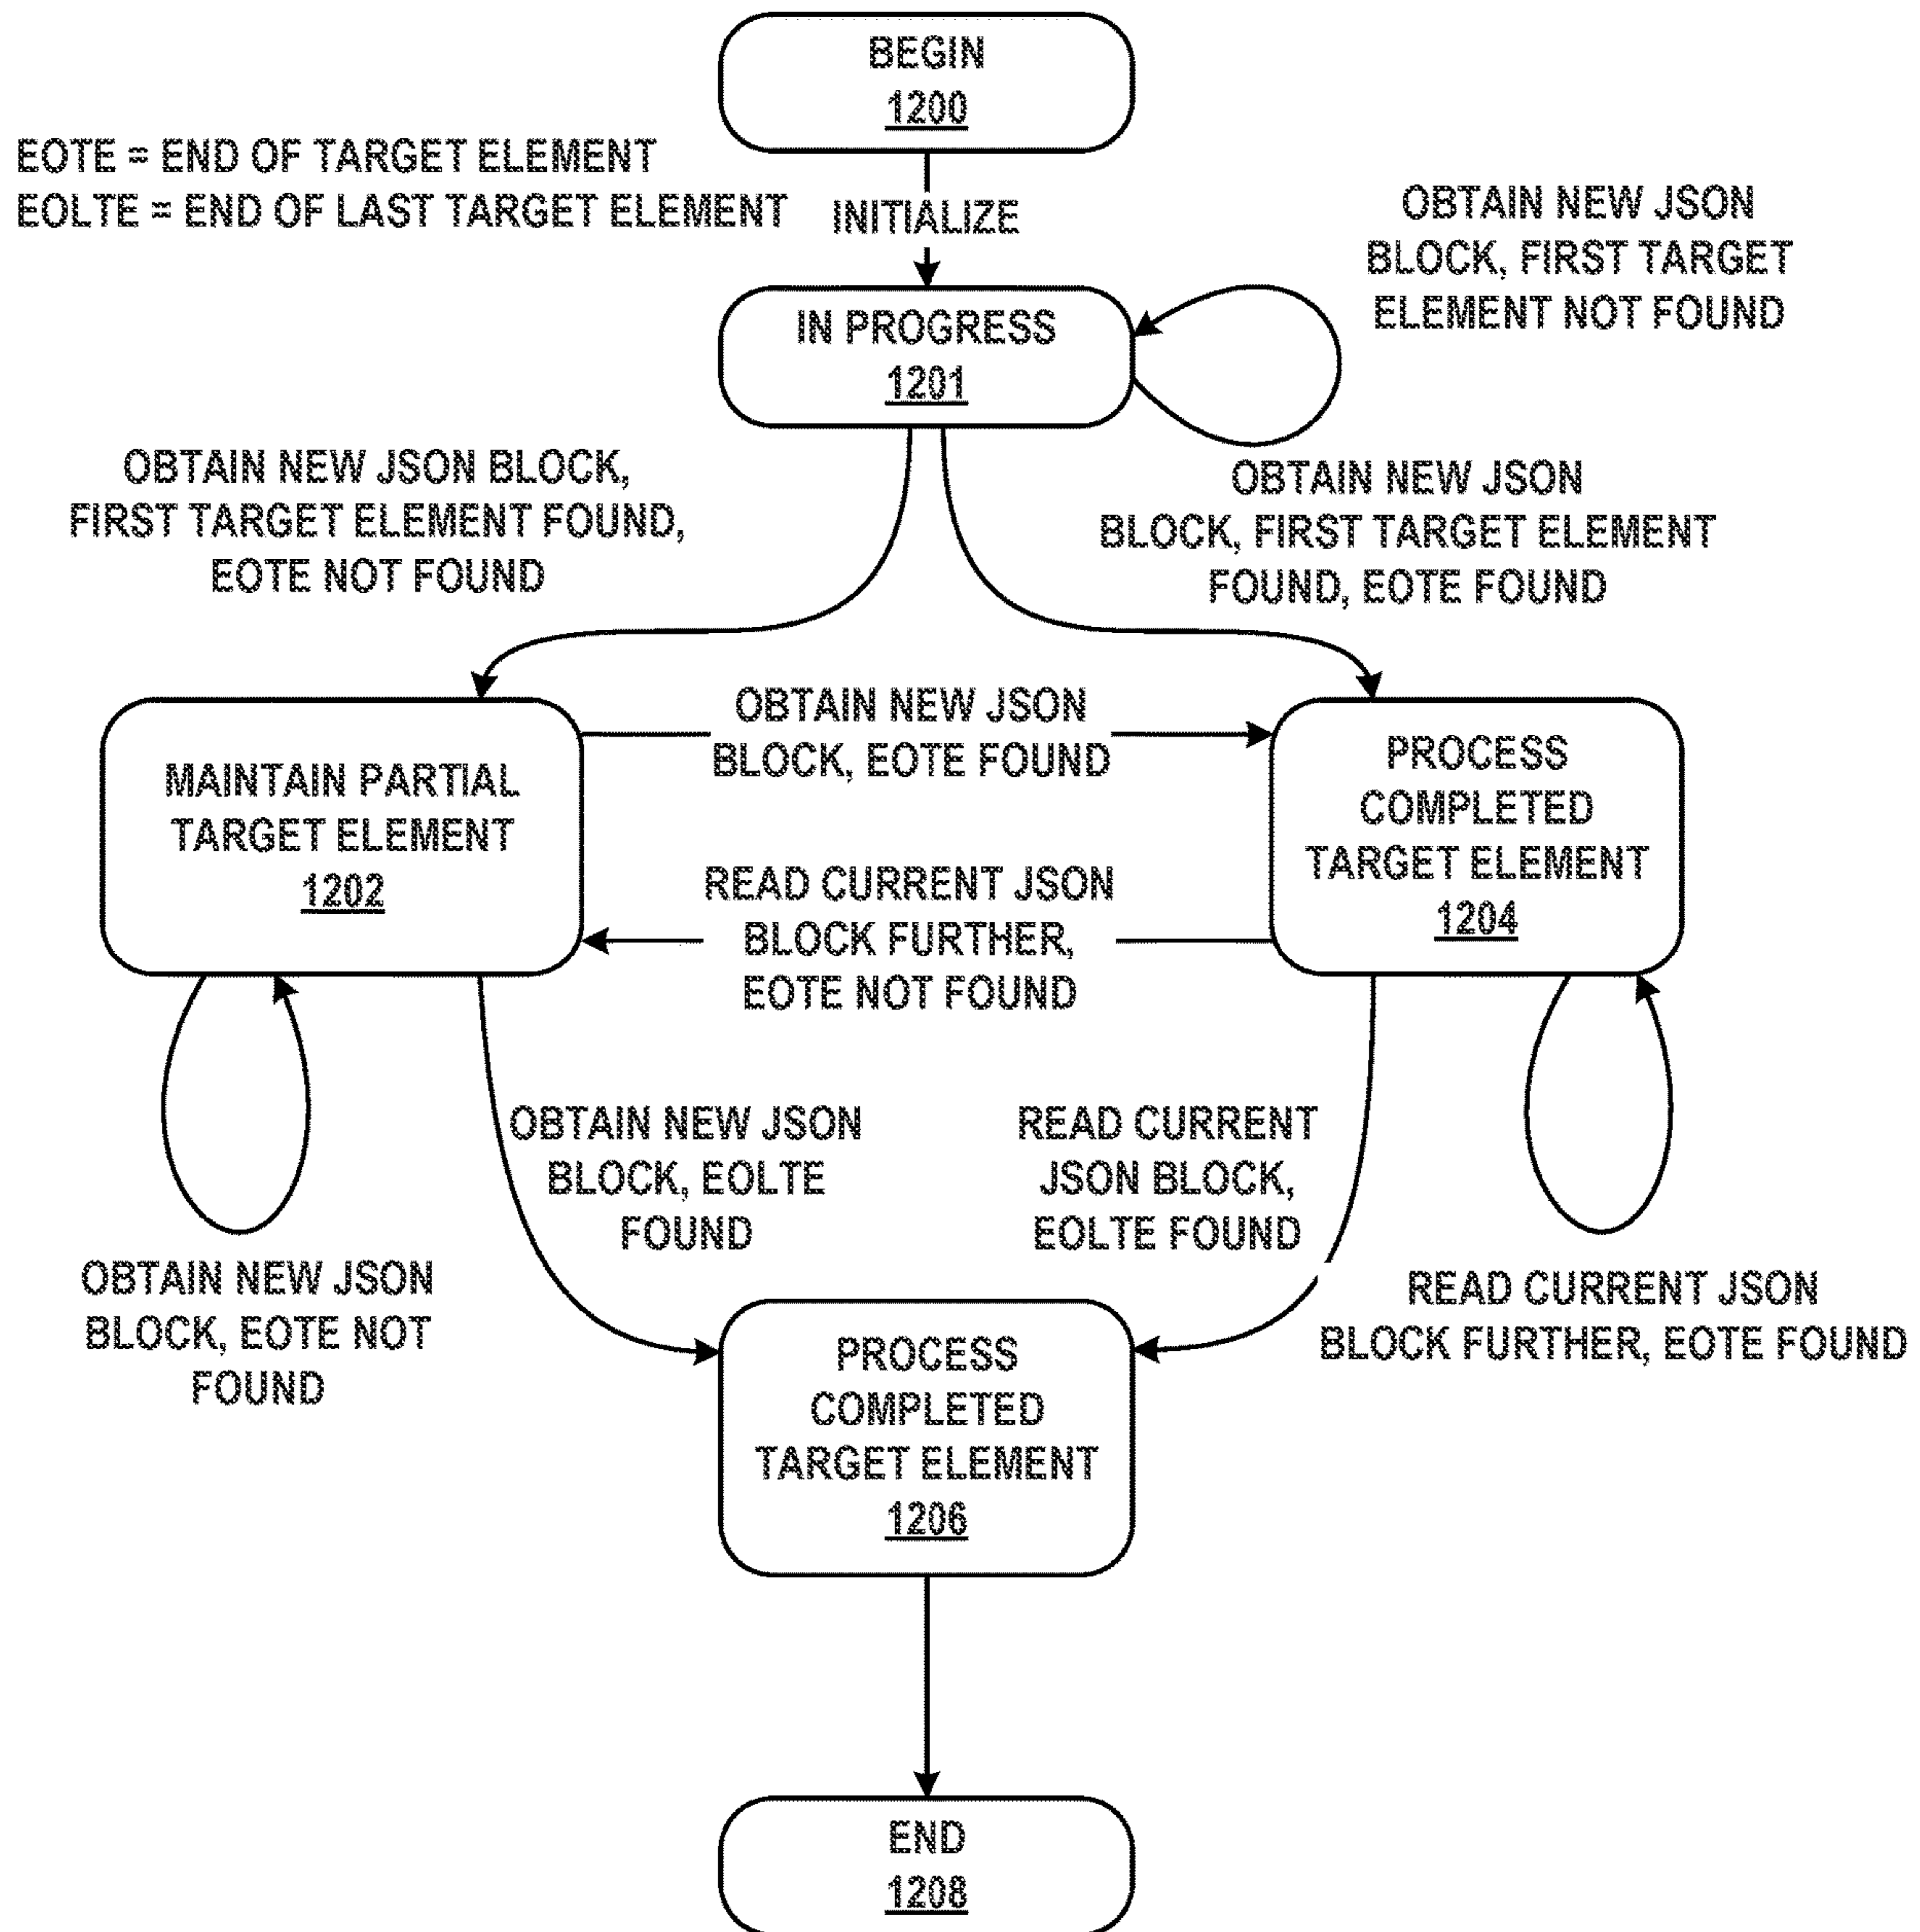 BEGIN
1200
EOTE = END OF TARGET ELEMENT
EOLTE = END OF LAST TARGET ELEMENT
INITIALIZE
OBTAIN NEW JSON
BLOCK, FIRST TARGET
ELEMENT NOT FOUND
IN PROGRESS
1201
OBTAIN NEW JSON BLOCK,
FIRST TARGET ELEMENT FOUND,
EOTE NOT FOUND
OBTAIN NEW JSON
BLOCK, FIRST TARGET ELEMENT
FOUND, EOTE FOUND
MAINTAIN PARTIAL
TARGET ELEMENT
1202
OBTAIN NEW JSON
BLOCK, EOTE FOUND
READ CURRENT JSON
BLOCK FURTHER,
EOTE NOT FOUND
PROCESS
COMPLETED
TARGET ELEMENT
1204
OBTAIN NEW JSON
BLOCK, EOTE NOT
FOUND
OBTAIN NEW JSON
BLOCK, EOLTE
FOUND
READ CURRENT
JSON BLOCK,
EOLTE FOUND
READ CURRENT JSON
BLOCK FURTHER, EOTE FOUND
PROCESS
COMPLETED
TARGET ELEMENT
1206
END
1208